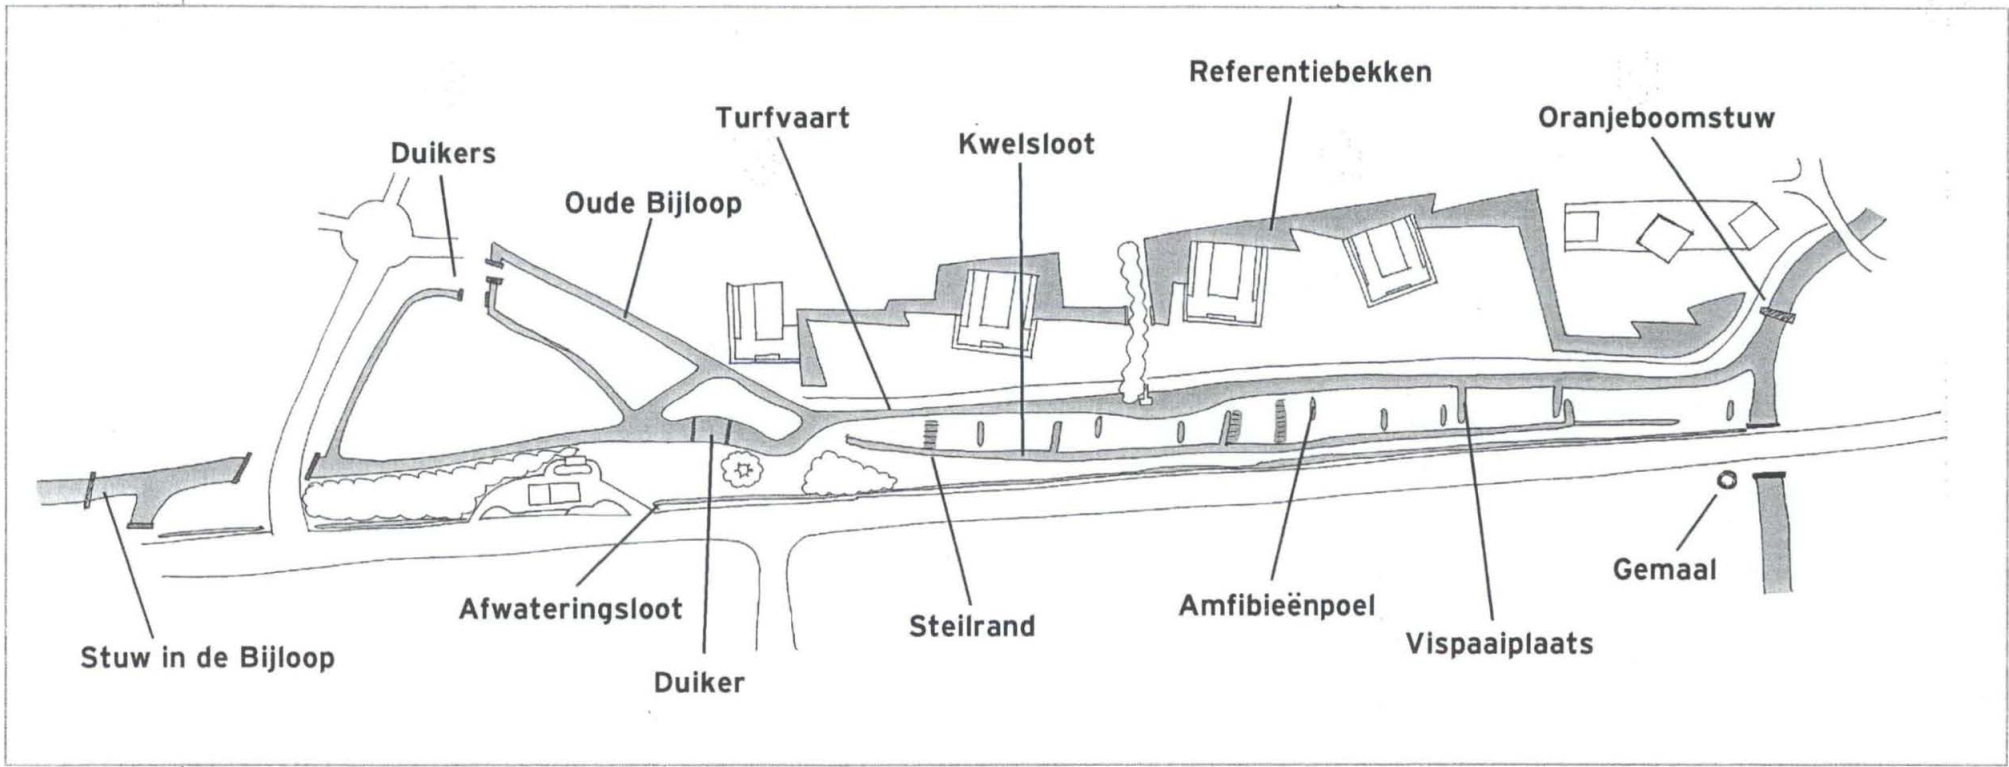 Referentiebekken
Turfvaart
Oranjeboomstuw
Kwelsloot
Duikers
Oude Bijloop
Gemaal
Afwateringsloot
Amfibieënpoel
Steilrand
Vispaaiplaats
Stuw in de Bijloop
Duiker